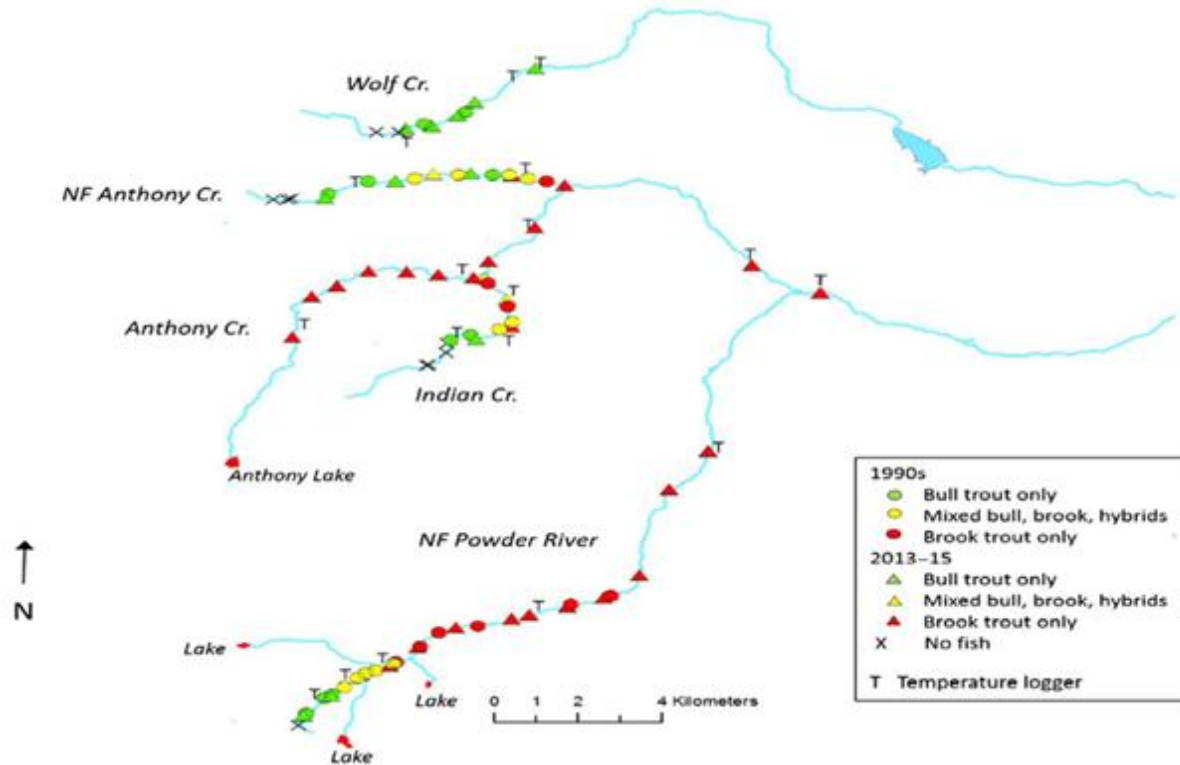 T
T
Wolf Cr.
T
T
T
NF Anthony Cr.
T
T
T
T
T
T
T
Anthony Cr.
T
T
Indian Cr.
Anthony Lake
T
1990s
Bull trout only
Mixed bull, brook, hybrids
Brook trout only
2013–15
Bull trout only
Mixed bull, brook, hybrids
Brook trout only
X No fish
T Temperature logger
NF Powder River
N
T
Lake
T
T
T
Lake
0 1 2 4 Kilometers
Lake